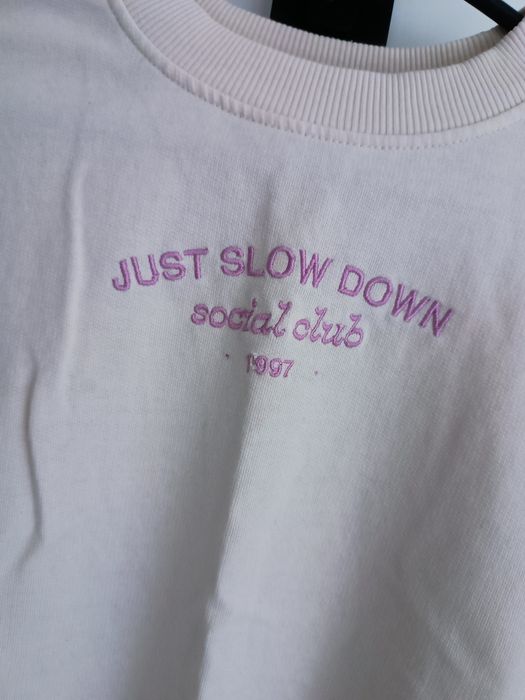 JUST SLOW DOWN
social club
· 1997 ·